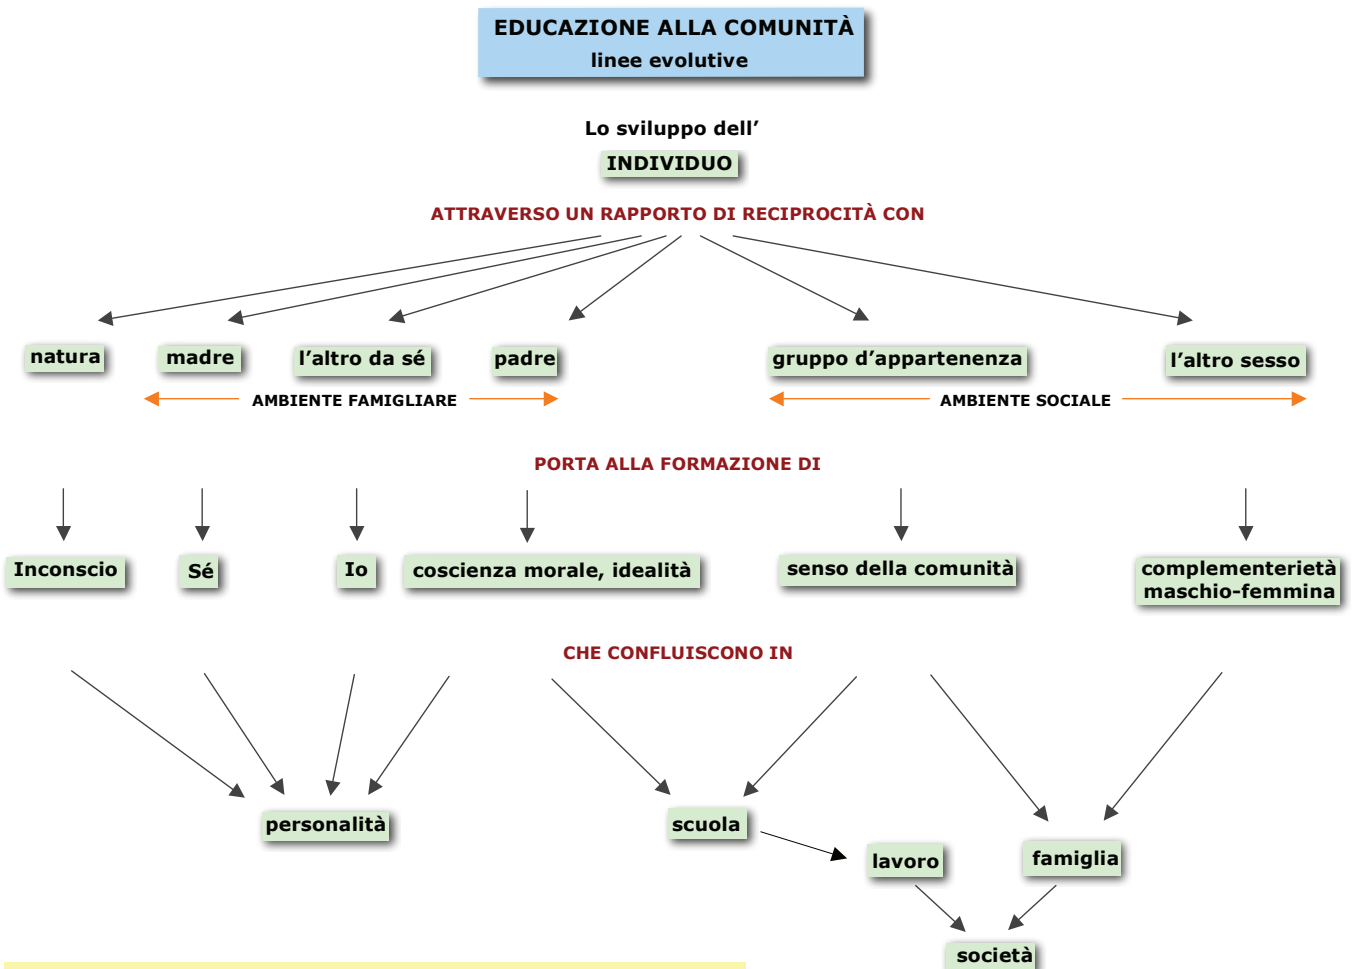 EDUCAZIONE ALLA COMUNITÀ
linee evolutive
Lo sviluppo dell’
INDIVIDUO
ATTRAVERSO UN RAPPORTO DI RECIPROCITÀ CON
natura madre l’altro da sé padre gruppo d’appartenenza l’altro sesso
AMBIENTE FAMIGLIARE AMBIENTE SOCIALE
PORTA ALLA FORMAZIONE DI
Inconscio Sé Io coscienza morale, idealità senso della comunità complementerietà
maschio-femmina
CHE CONFLUISCONO IN
personalità scuola
lavoro famiglia
società